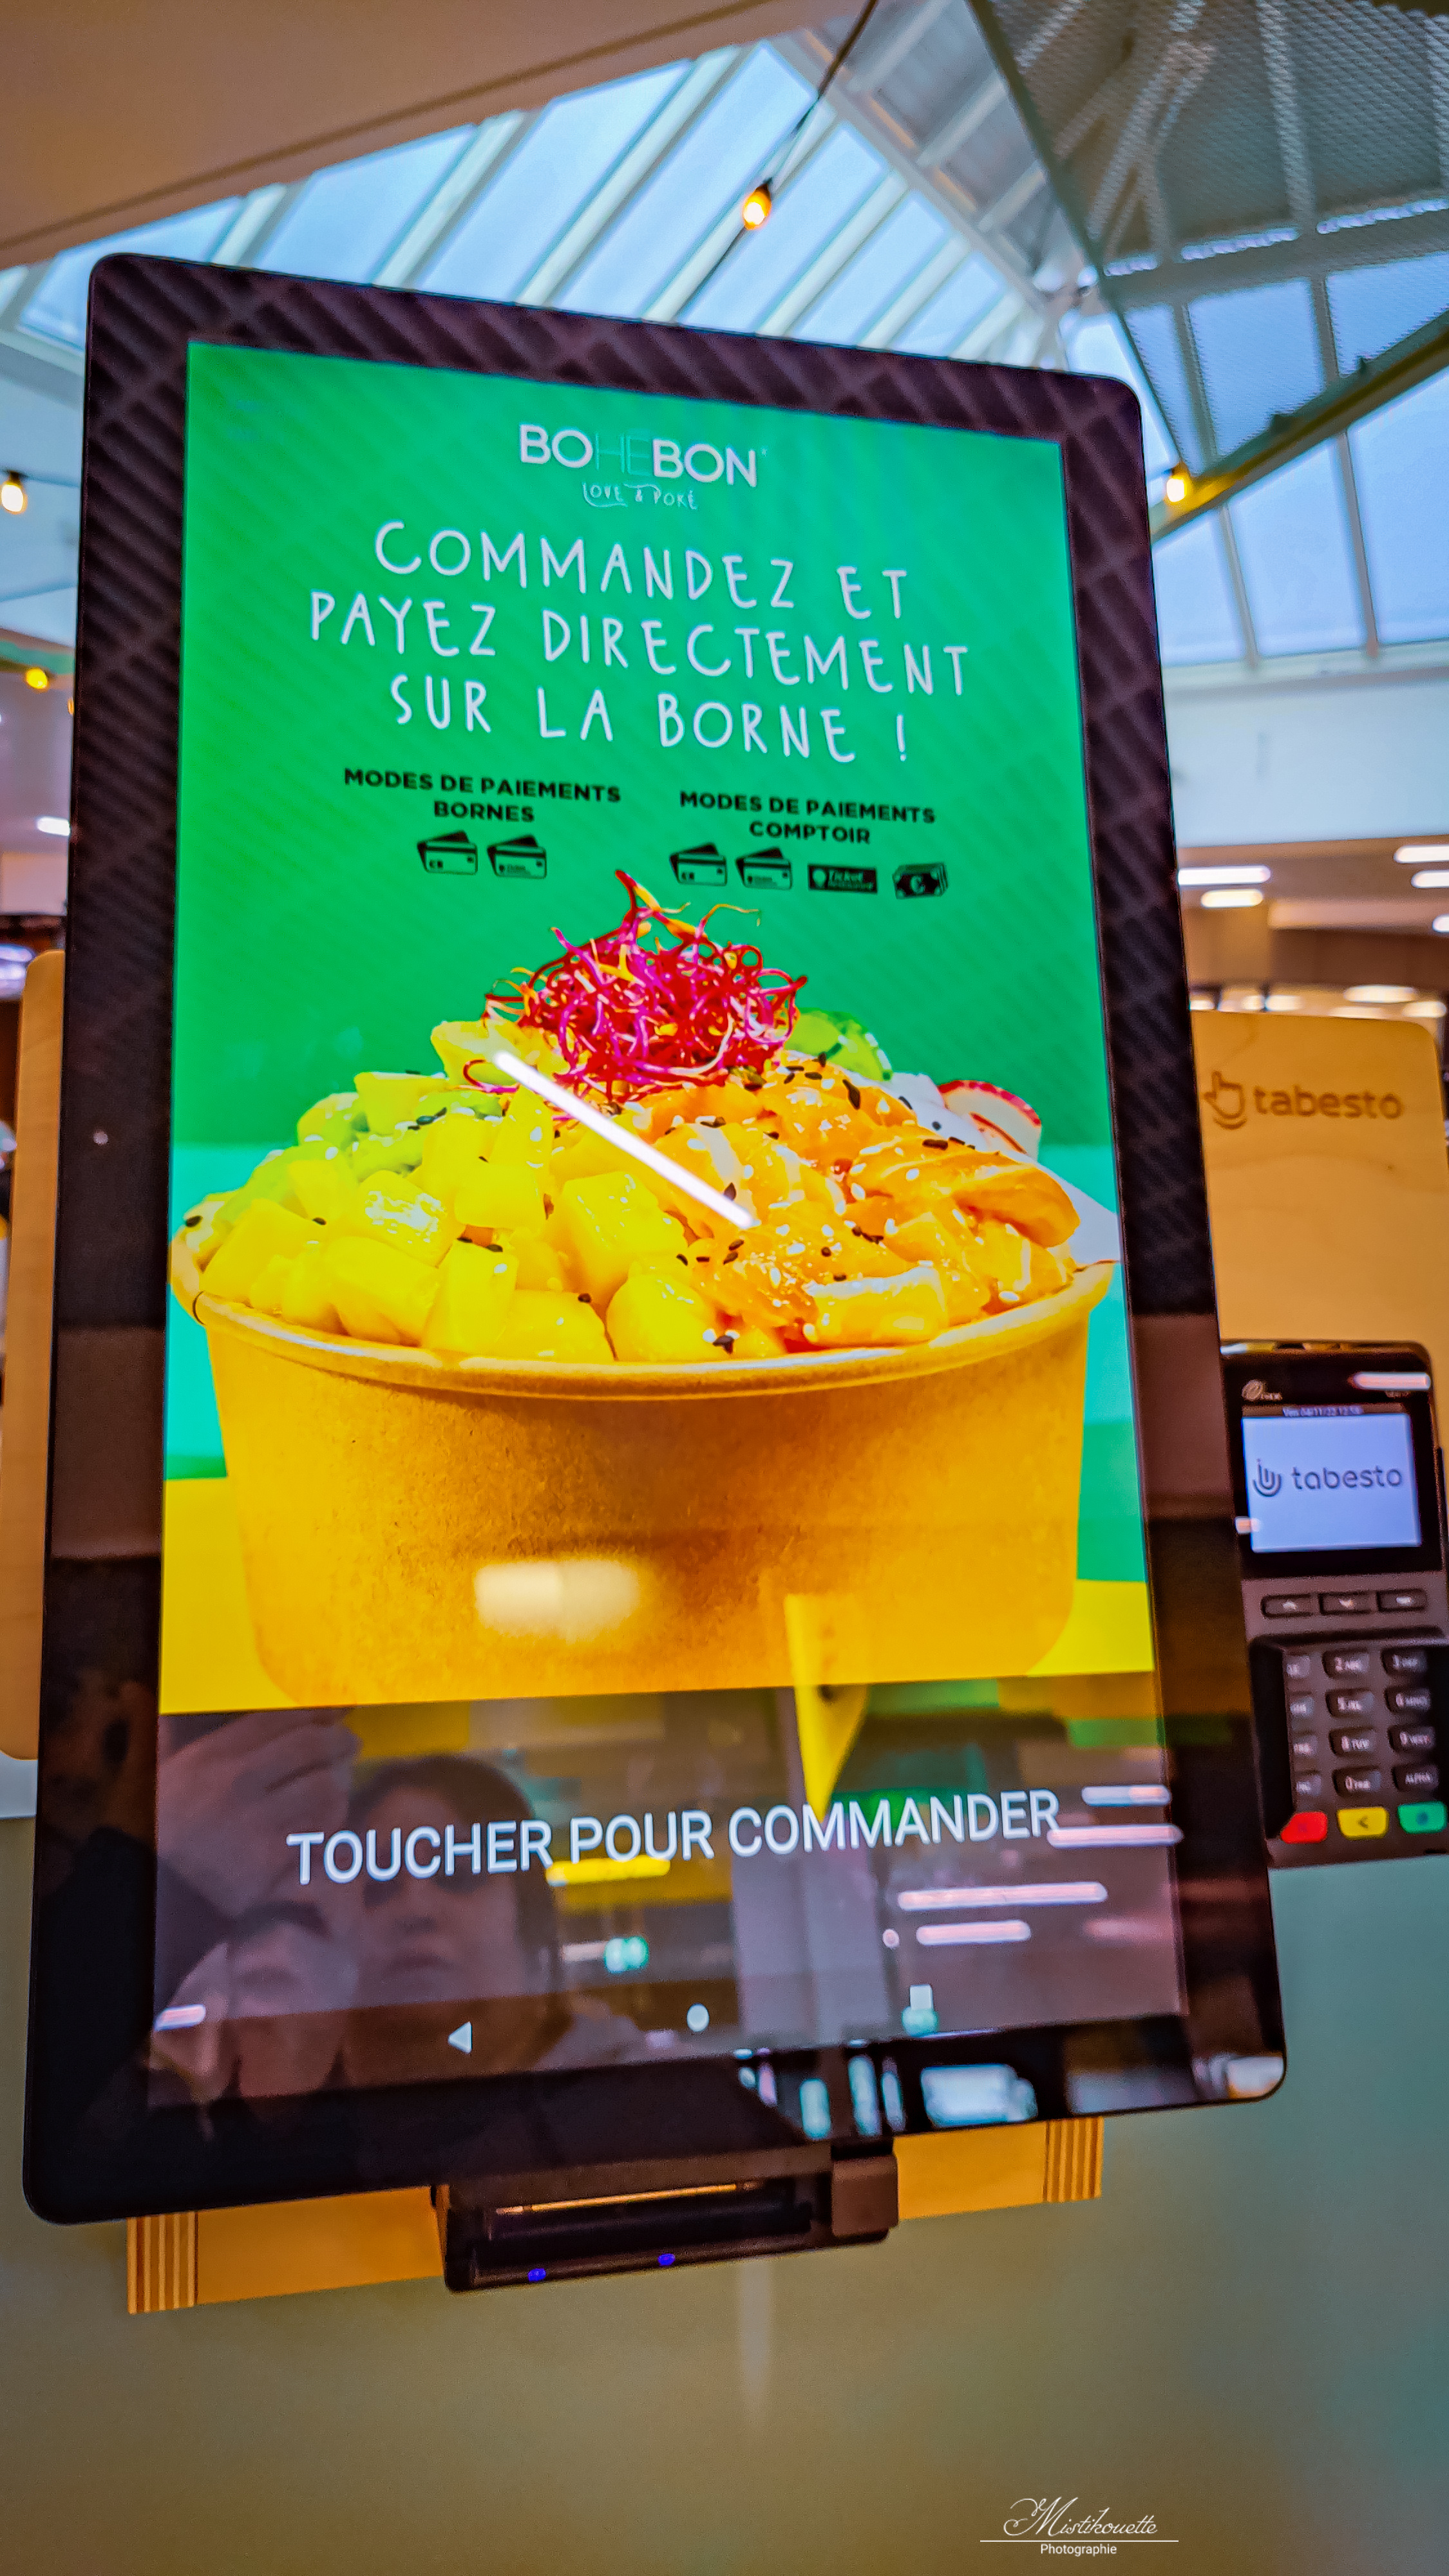 BOHEBON
LOVE & POKÉ
COMMANDEZ ET
PAYEZ DIRECTEMENT
SUR LA BORNE !
MODES DE PAIEMENTS
BORNES
MODES DE PAIEMENTS
COMPTOIR
tabesto
tabesto
TOUCHER POUR COMMANDER
Mistikouette
Photographie